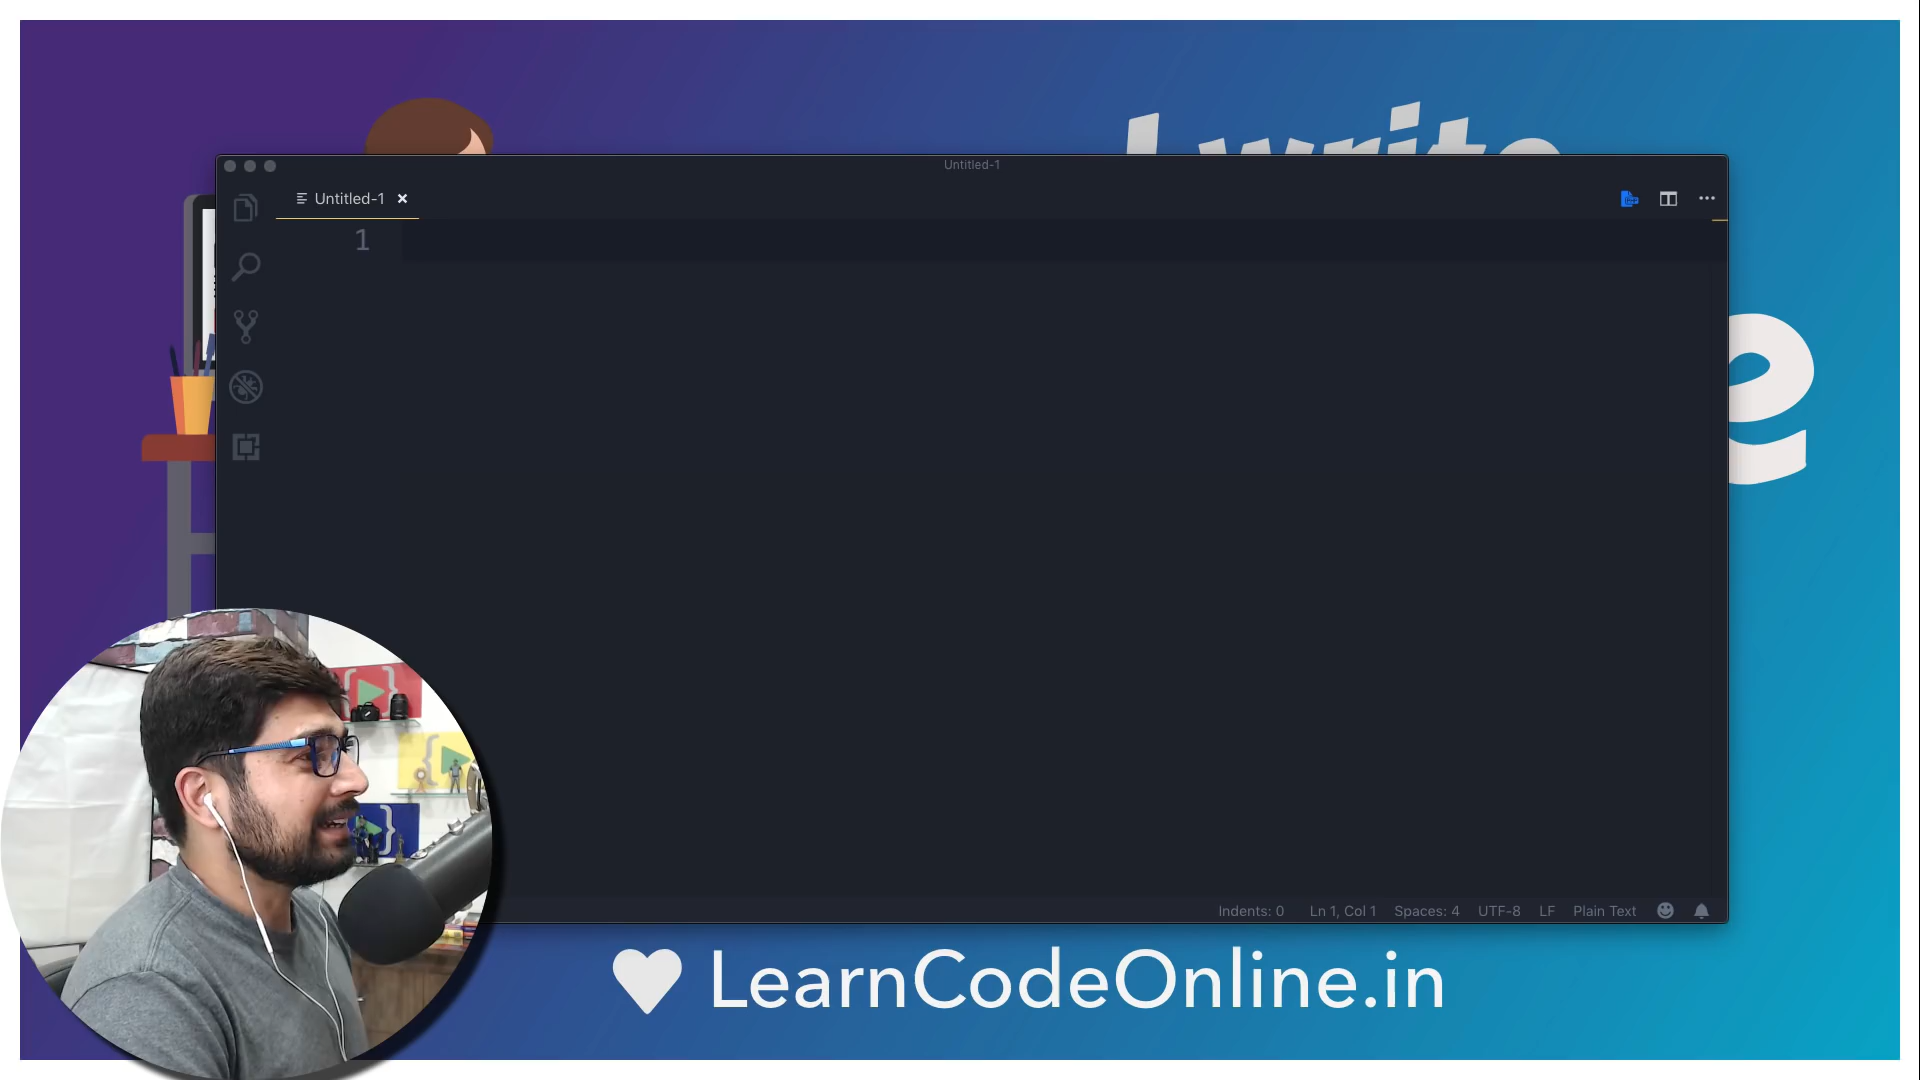 I write
Untitled-1
Untitled-1
1
e
Indents: 0 Ln 1, Col 1 Spaces: 4 UTF-8 LF Plain Text
LearnCodeOnline.in